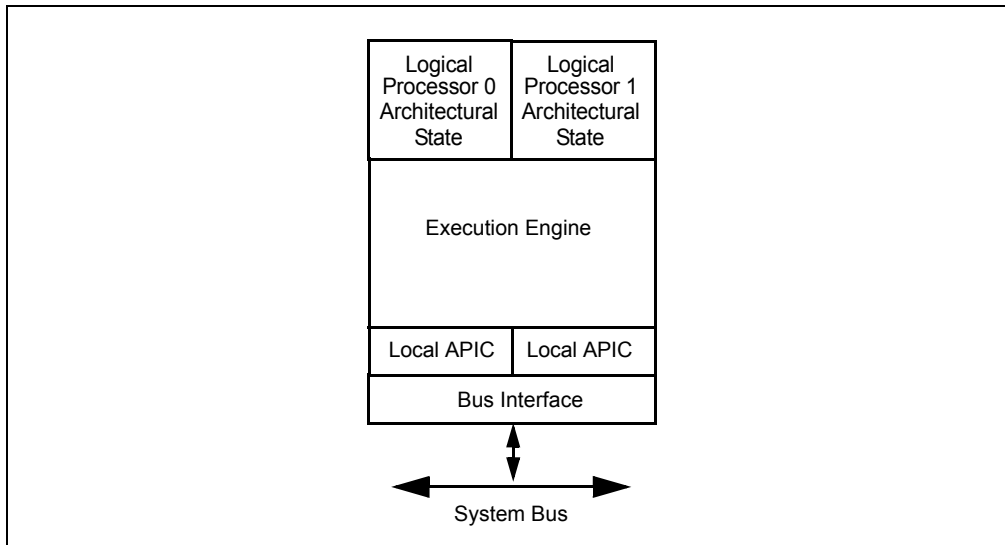 Logical
Processor 0
Architectural
State
Logical
Processor 1
Architectural
State
Execution Engine
Local APIC
Local APIC
Bus Interface
System Bus